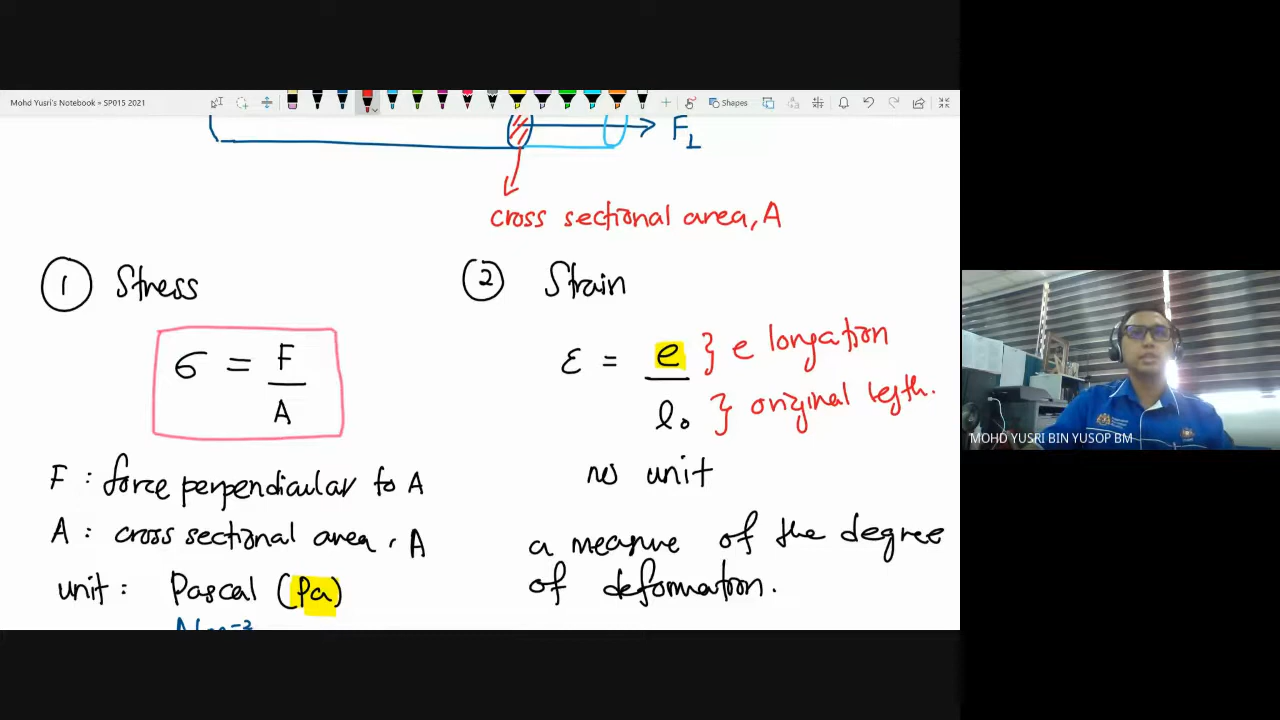 Mohd Yusri's Notebook » SP015 2021
Shapes
F⊥
cross sectional area, A
① Stress
σ = F / A
F : force perpendicular to A
A : cross sectional area, A
unit : Pascal (Pa)
② Strain
ε = e / l₀
} elongation
} original legth.
no unit
a measure of the degree
of deformation.
MOHD YUSRI BIN YUSOP BM